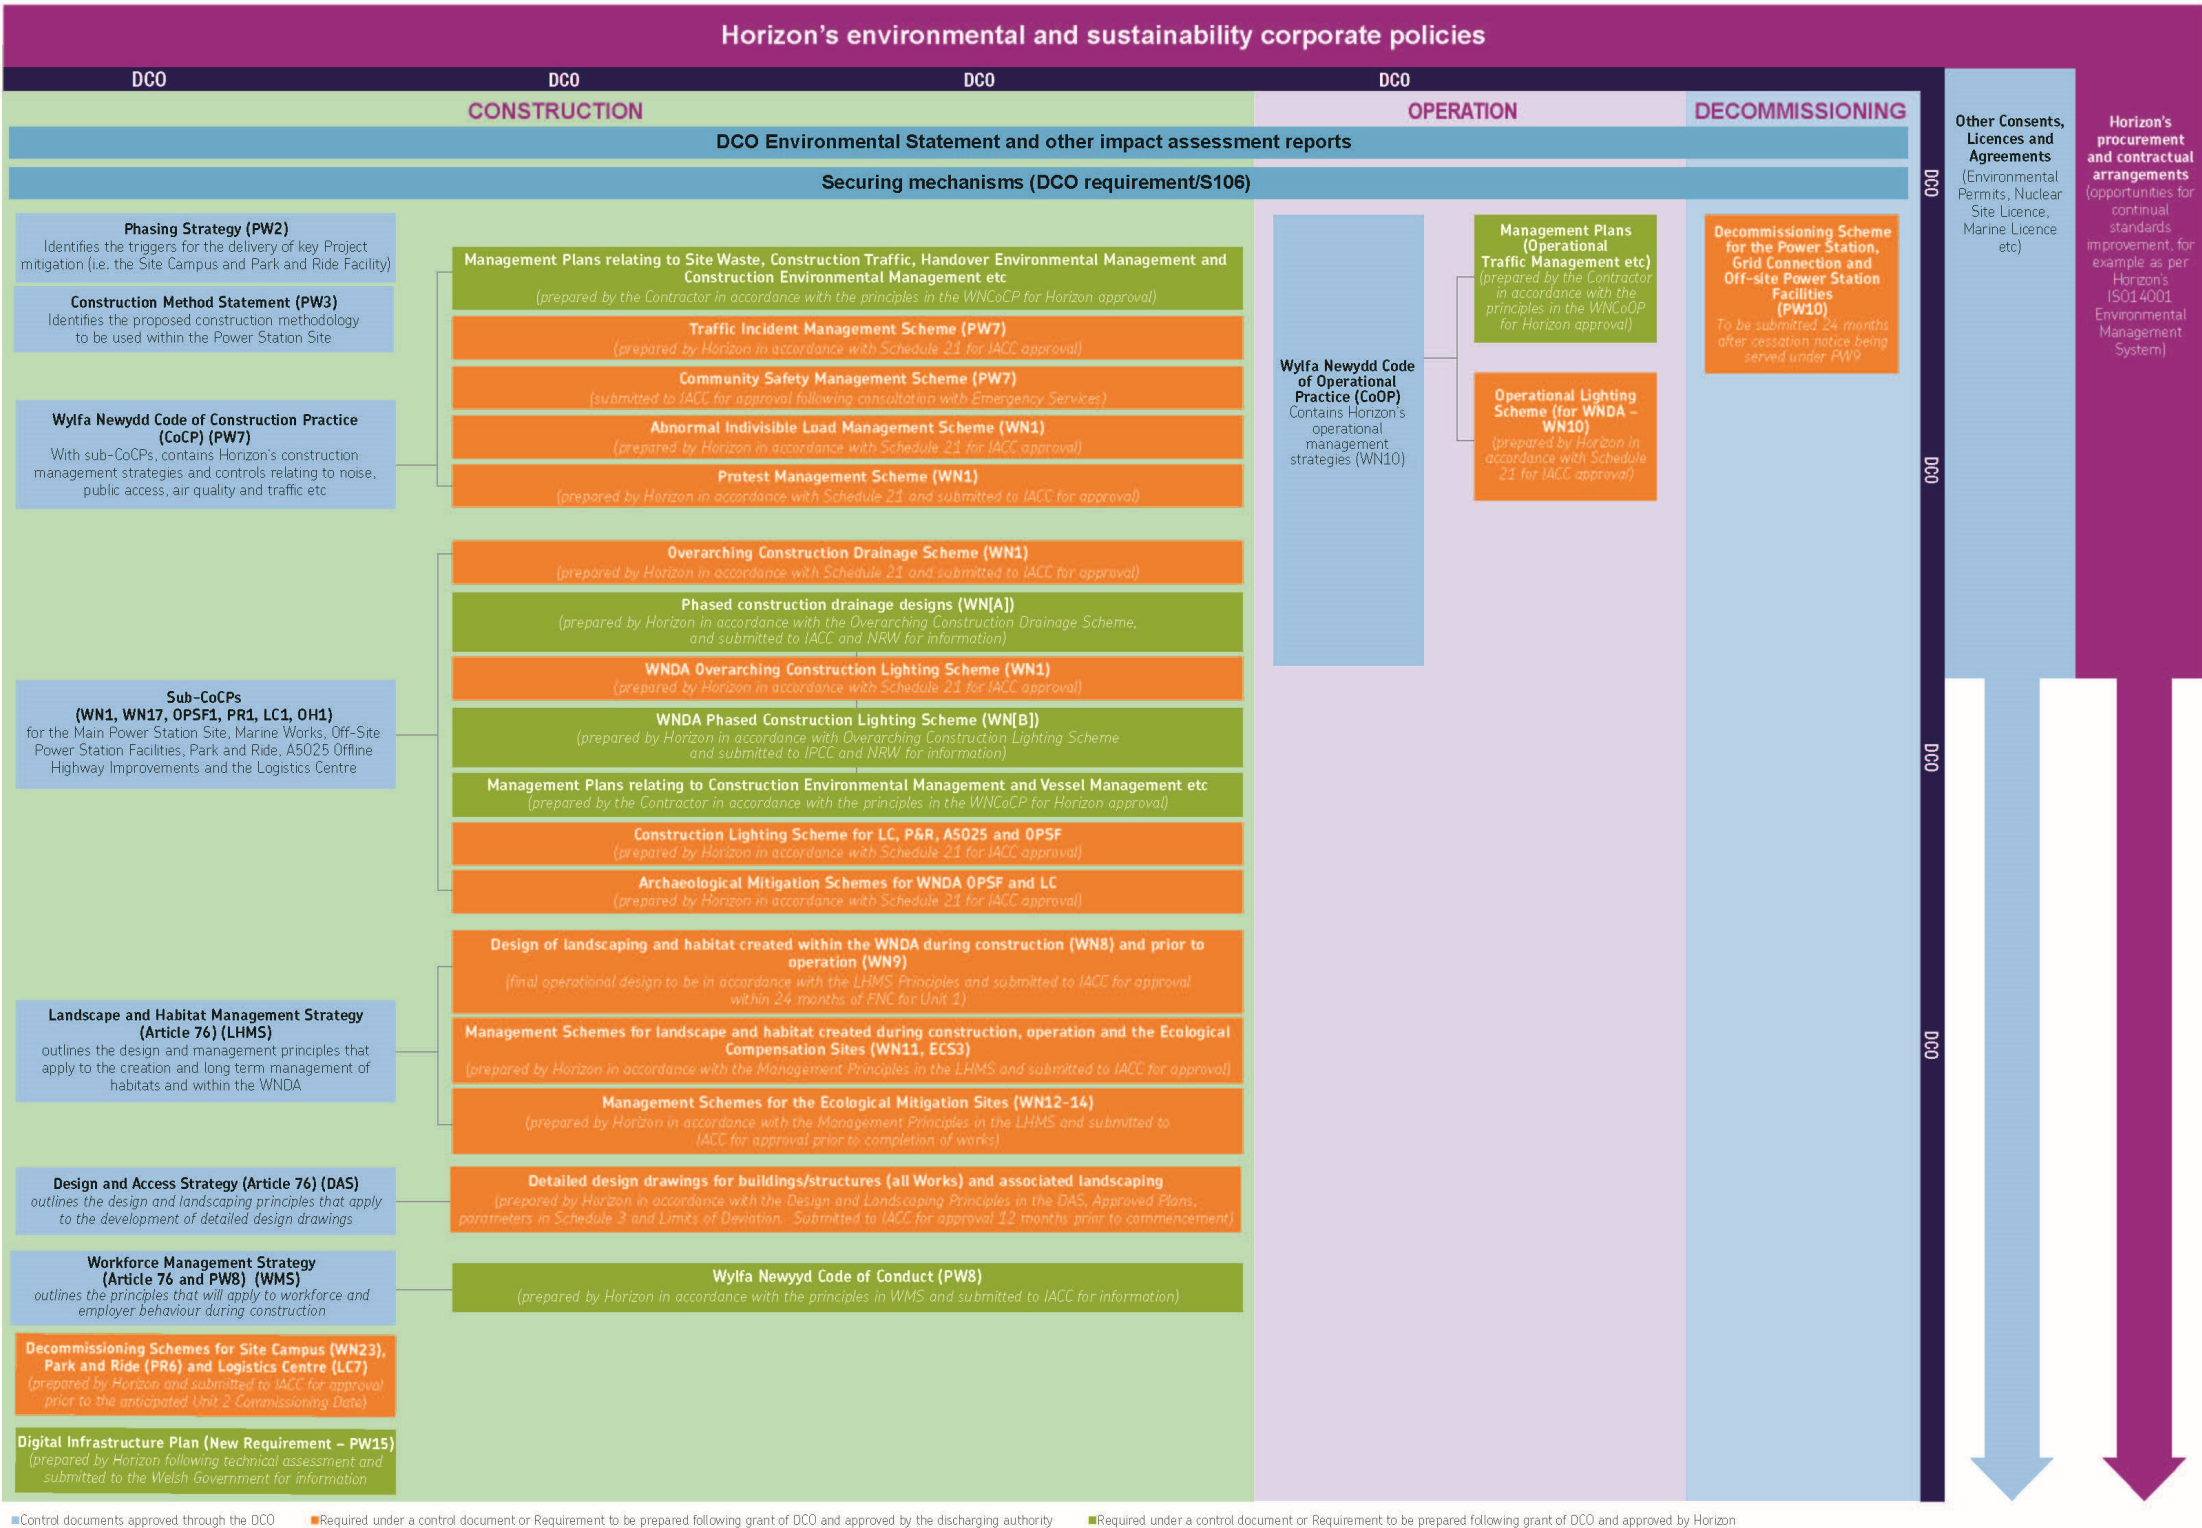 Horizon's environmental and sustainability corporate policies
DCO
DCO
DCO
DCO
CONSTRUCTION
OPERATION
DECOMMISSIONING
DCO Environmental Statement and other impact assessment reports
Securing mechanisms (DCO requirement/S106)
Phasing Strategy (PW2)
Identifies the triggers for the delivery of key Project
mitigation (i.e. the Site Campus and Park and Ride Facility)
Construction Method Statement (PW3)
Identifies the proposed construction methodology
to be used within the Power Station Site
Wylfa Newydd Code of Construction Practice
(CoCP) (PW7)
With sub-CoCPs, contains Horizon's construction
management strategies and controls relating to noise,
public access, air quality and traffic etc
Management Plans relating to Site Waste, Construction Traffic, Handover Environmental Management and
Construction Environmental Management etc
(prepared by the Contractor in accordance with the principles in the WNCoCP for Horizon approval)
Traffic Incident Management Scheme (PW7)
(prepared by Horizon in accordance with Schedule 21 for IACC approval)
Community Safety Management Scheme (PW7)
(submitted to IACC for approval following consultation with Emergency Services)
Abnormal Indivisible Load Management Scheme (WN1)
(prepared by Horizon in accordance with Schedule 21 for IACC approval)
Protest Management Scheme (WN1)
(prepared by Horizon in accordance with Schedule 21 and submitted to IACC for approval)
Sub-CoCPs
(WN1, WN17, OPSF1, PR1, LC1, OH1)
for the Main Power Station Site, Marine Works, Off-Site
Power Station Facilities, Park and Ride, A5025 Offline
Highway Improvements and the Logistics Centre
Overarching Construction Drainage Scheme (WN1)
(prepared by Horizon in accordance with Schedule 21 and submitted to IACC for approval)
Phased construction drainage designs (WN[A])
(prepared by Horizon in accordance with the Overarching Construction Drainage Scheme,
and submitted to IACC and NRW for information)
WNDA Overarching Construction Lighting Scheme (WN1)
(prepared by Horizon in accordance with Schedule 21 for IACC approval)
WNDA Phased Construction Lighting Scheme (WN[B])
(prepared by Horizon in accordance with Overarching Construction Lighting Scheme
and submitted to IPCC and NRW for information)
Management Plans relating to Construction Environmental Management and Vessel Management etc
(prepared by the Contractor in accordance with the principles in the WNCoCP for Horizon approval)
Construction Lighting Scheme for LC, P&R, A5025 and OPSF
(prepared by Horizon in accordance with Schedule 21 for IACC approval)
Archaeological Mitigation Schemes for WNDA OPSF and LC
(prepared by Horizon in accordance with Schedule 21 for IACC approval)
Landscape and Habitat Management Strategy
(Article 76) (LHMS)
outlines the design and management principles that
apply to the creation and long term management of
habitats and within the WNDA
Design of landscaping and habitat created within the WNDA during construction (WN8) and prior to
operation (WN9)
(final operational design to be in accordance with the LHMS Principles and submitted to IACC for approval
within 24 months of FNC for Unit 1)
Management Schemes for landscape and habitat created during construction, operation and the Ecological
Compensation Sites (WN11, ECS3)
(prepared by Horizon in accordance with the Management Principles in the LHMS and submitted to IACC for approval)
Management Schemes for the Ecological Mitigation Sites (WN12-14)
(prepared by Horizon in accordance with the Management Principles in the LHMS and submitted to
IACC for approval prior to completion of works)
Design and Access Strategy (Article 76) (DAS)
outlines the design and landscaping principles that apply
to the development of detailed design drawings
Detailed design drawings for buildings/structures (all Works) and associated landscaping
(prepared by Horizon in accordance with the Design and Landscaping Principles in the DAS, Approved Plans,
parameters in Schedule 3 and Limits of Deviation. Submitted to IACC for approval 12 months prior to commencement)
Workforce Management Strategy
(Article 76 and PW8) (WMS)
outlines the principles that will apply to workforce and
employer behaviour during construction
Wylfa Newyyd Code of Conduct (PW8)
(prepared by Horizon in accordance with the principles in WMS and submitted to IACC for information)
Decommissioning Schemes for Site Campus (WN23),
Park and Ride (PR6) and Logistics Centre (LC7)
(prepared by Horizon and submitted to IACC for approval
prior to the anticipated Unit 2 Commissioning Date)
Digital Infrastructure Plan (New Requirement – PW15)
(prepared by Horizon following technical assessment and
submitted to the Welsh Government for information
Wylfa Newydd Code
of Operational
Practice (CoOP)
Contains Horizon's
operational
management
strategies (WN10)
Management Plans
(Operational
Traffic Management etc)
(prepared by the Contractor
in accordance with the
principles in the WNCoOP
for Horizon approval)
Operational Lighting
Scheme (for WNDA –
WN10)
(prepared by Horizon in
accordance with Schedule
21 for IACC approval)
Decommissioning Scheme
for the Power Station,
Grid Connection and
Off-site Power Station
Facilities
(PW10)
To be submitted 24 months
after cessation notice being
served under PW9
DCO
DCO
DCO
DCO
Other Consents,
Licences and
Agreements
(Environmental
Permits, Nuclear
Site Licence,
Marine Licence
etc)
Horizon's
procurement
and contractual
arrangements
(opportunities for
continual
standards
improvement, for
example as per
Horizon's
ISO14001
Environmental
Management
System)
Control documents approved through the DCO
Required under a control document or Requirement to be prepared following grant of DCO and approved by the discharging authority
Required under a control document or Requirement to be prepared following grant of DCO and approved by Horizon